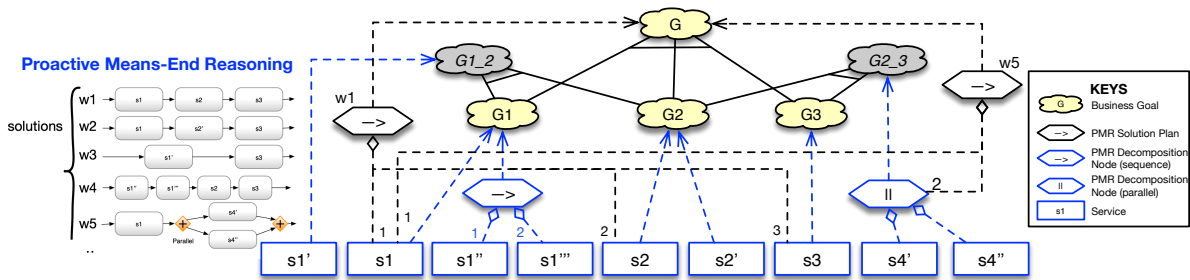 Proactive Means-End Reasoning
solutions
w1 s1 s2 s3
w2 s1 s2' s3
w3 s1' s3
w4 s1'' s1''' s2 s3
w5 s1 s4' s4''
Parallel
..
G
G1_2
G2_3
w1
w5
->
->
G1
G2
G3
->
||
2
1
1
1
2
2
3
s1'
s1
s1''
s1'''
s2
s2'
s3
s4'
s4''
KEYS
G Business Goal
-> PMR Solution Plan
-> PMR Decomposition
Node (sequence)
|| PMR Decomposition
Node (parallel)
s1 Service